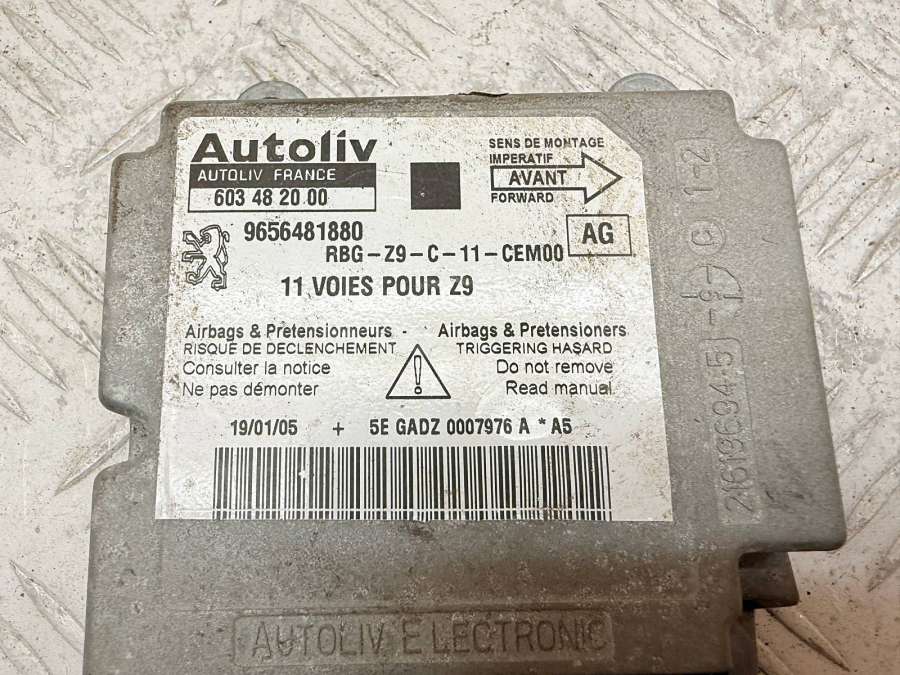 Autoliv
AUTOLIV FRANCE
603 48 20 00
SENS DE MONTAGE
IMPERATIF
AVANT
FORWARD
9656481880
AG
RBG-Z9-C-11-CEM00
11 VOIES POUR Z9
Airbags & Pretensionneurs - Airbags & Pretensioners
RISQUE DE DECLENCHEMENT TRIGGERING HASARD
Consulter la notice Do not remove
Ne pas démonter Read manual
19/01/05 + 5E GADZ 0007976 A * A5
AUTOLIV ELECTRONIC